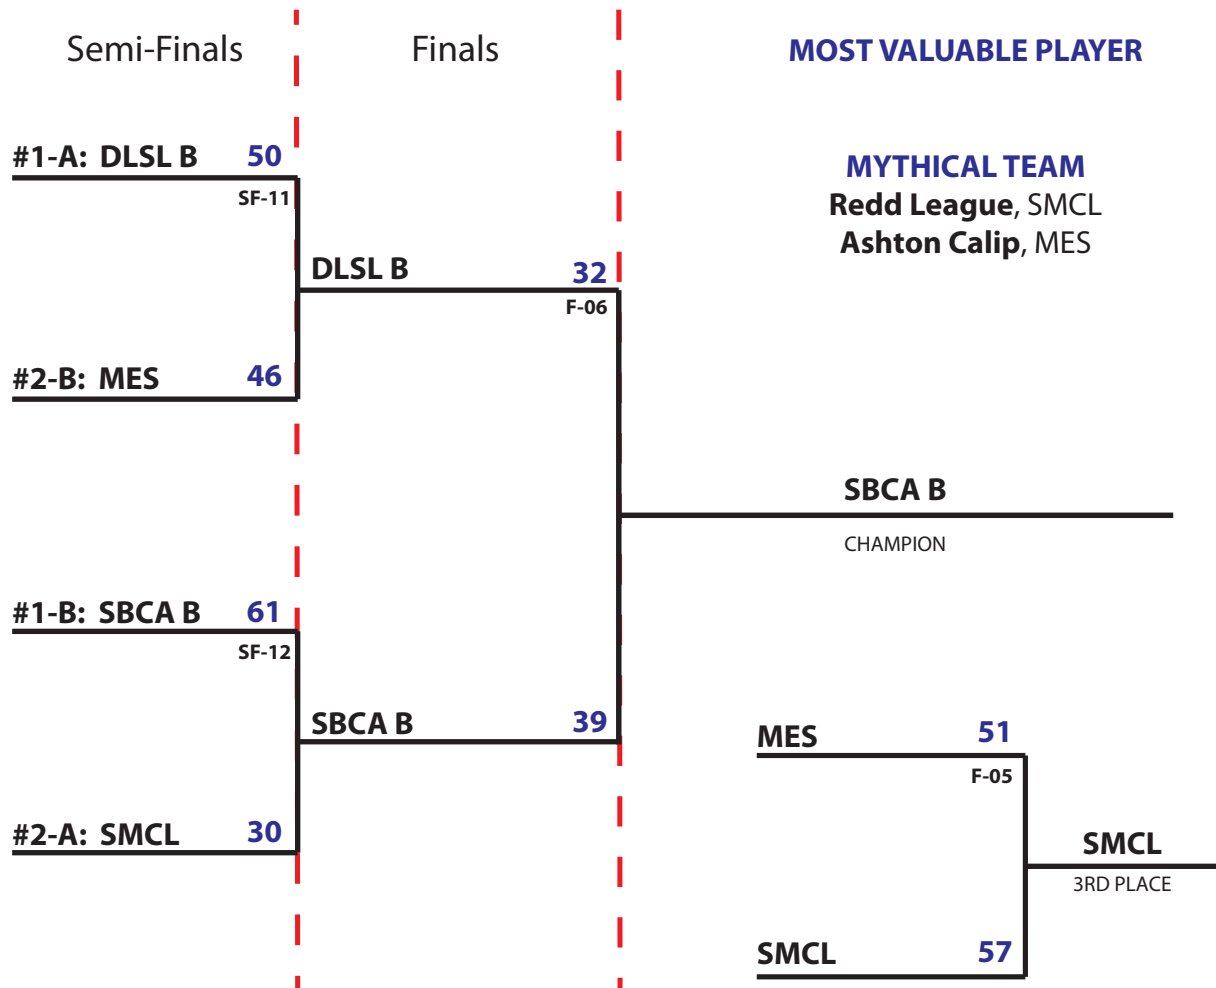 Semi-Finals
Finals
MOST VALUABLE PLAYER
MYTHICAL TEAM
Redd League, SMCL
Ashton Calip, MES
#1-A: DLSL B 50
SF-11
#2-B: MES 46
DLSL B 32
F-06
#1-B: SBCA B 61
SF-12
#2-A: SMCL 30
SBCA B 39
SBCA B
CHAMPION
MES 51
F-05
SMCL 57
SMCL
3RD PLACE